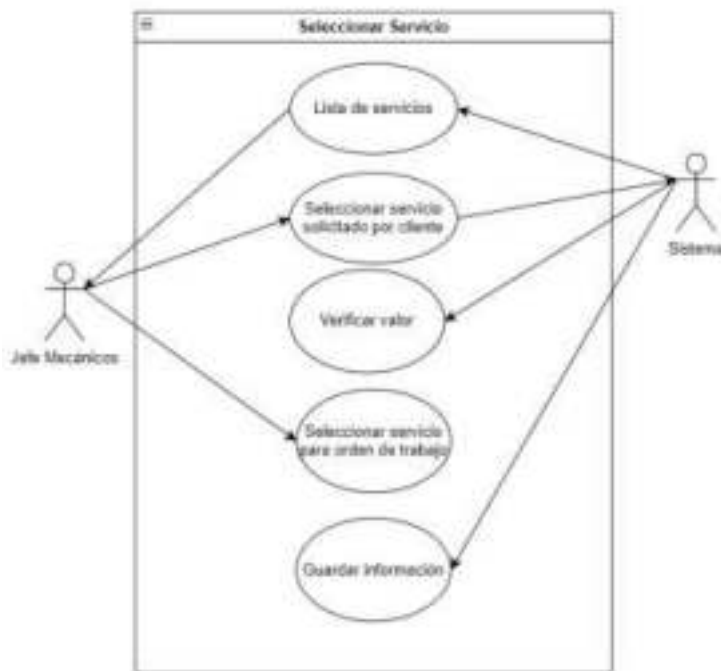 Seleccionar Servicio
Lista de servicios
Seleccionar servicio
solicitado por cliente
Sistema
Verificar valor
Jefe Mecánicos
Seleccionar servicio
para orden de trabajo
Guardar información